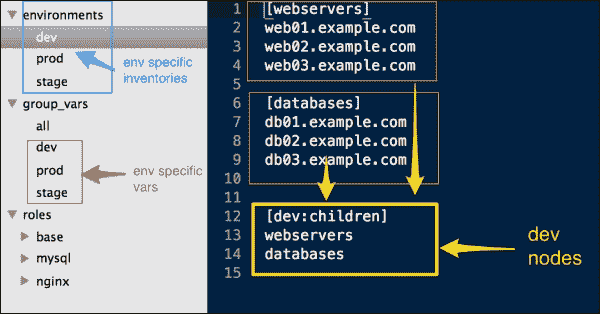 environments
dev
prod
stage
env specific
inventories
group_vars
all
dev
prod
stage
env specific
vars
roles
base
mysql
nginx
1 [webservers]
2 web01.example.com
3 web02.example.com
4 web03.example.com
5
6 [databases]
7 db01.example.com
8 db02.example.com
9 db03.example.com
10
11
12 [dev:children]
13 webservers
14 databases
15
dev
nodes